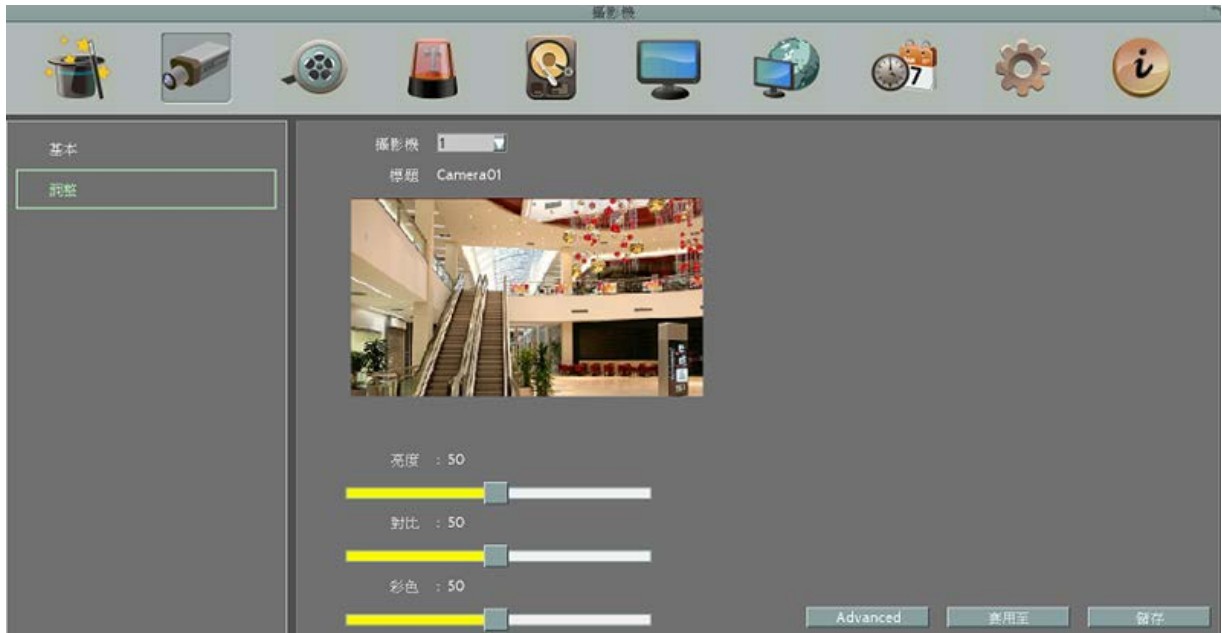 攝影機
基本
調整
攝影機 1
標題 Camera01
亮度 : 50
對比 : 50
彩色 : 50
Advanced 套用至 儲存